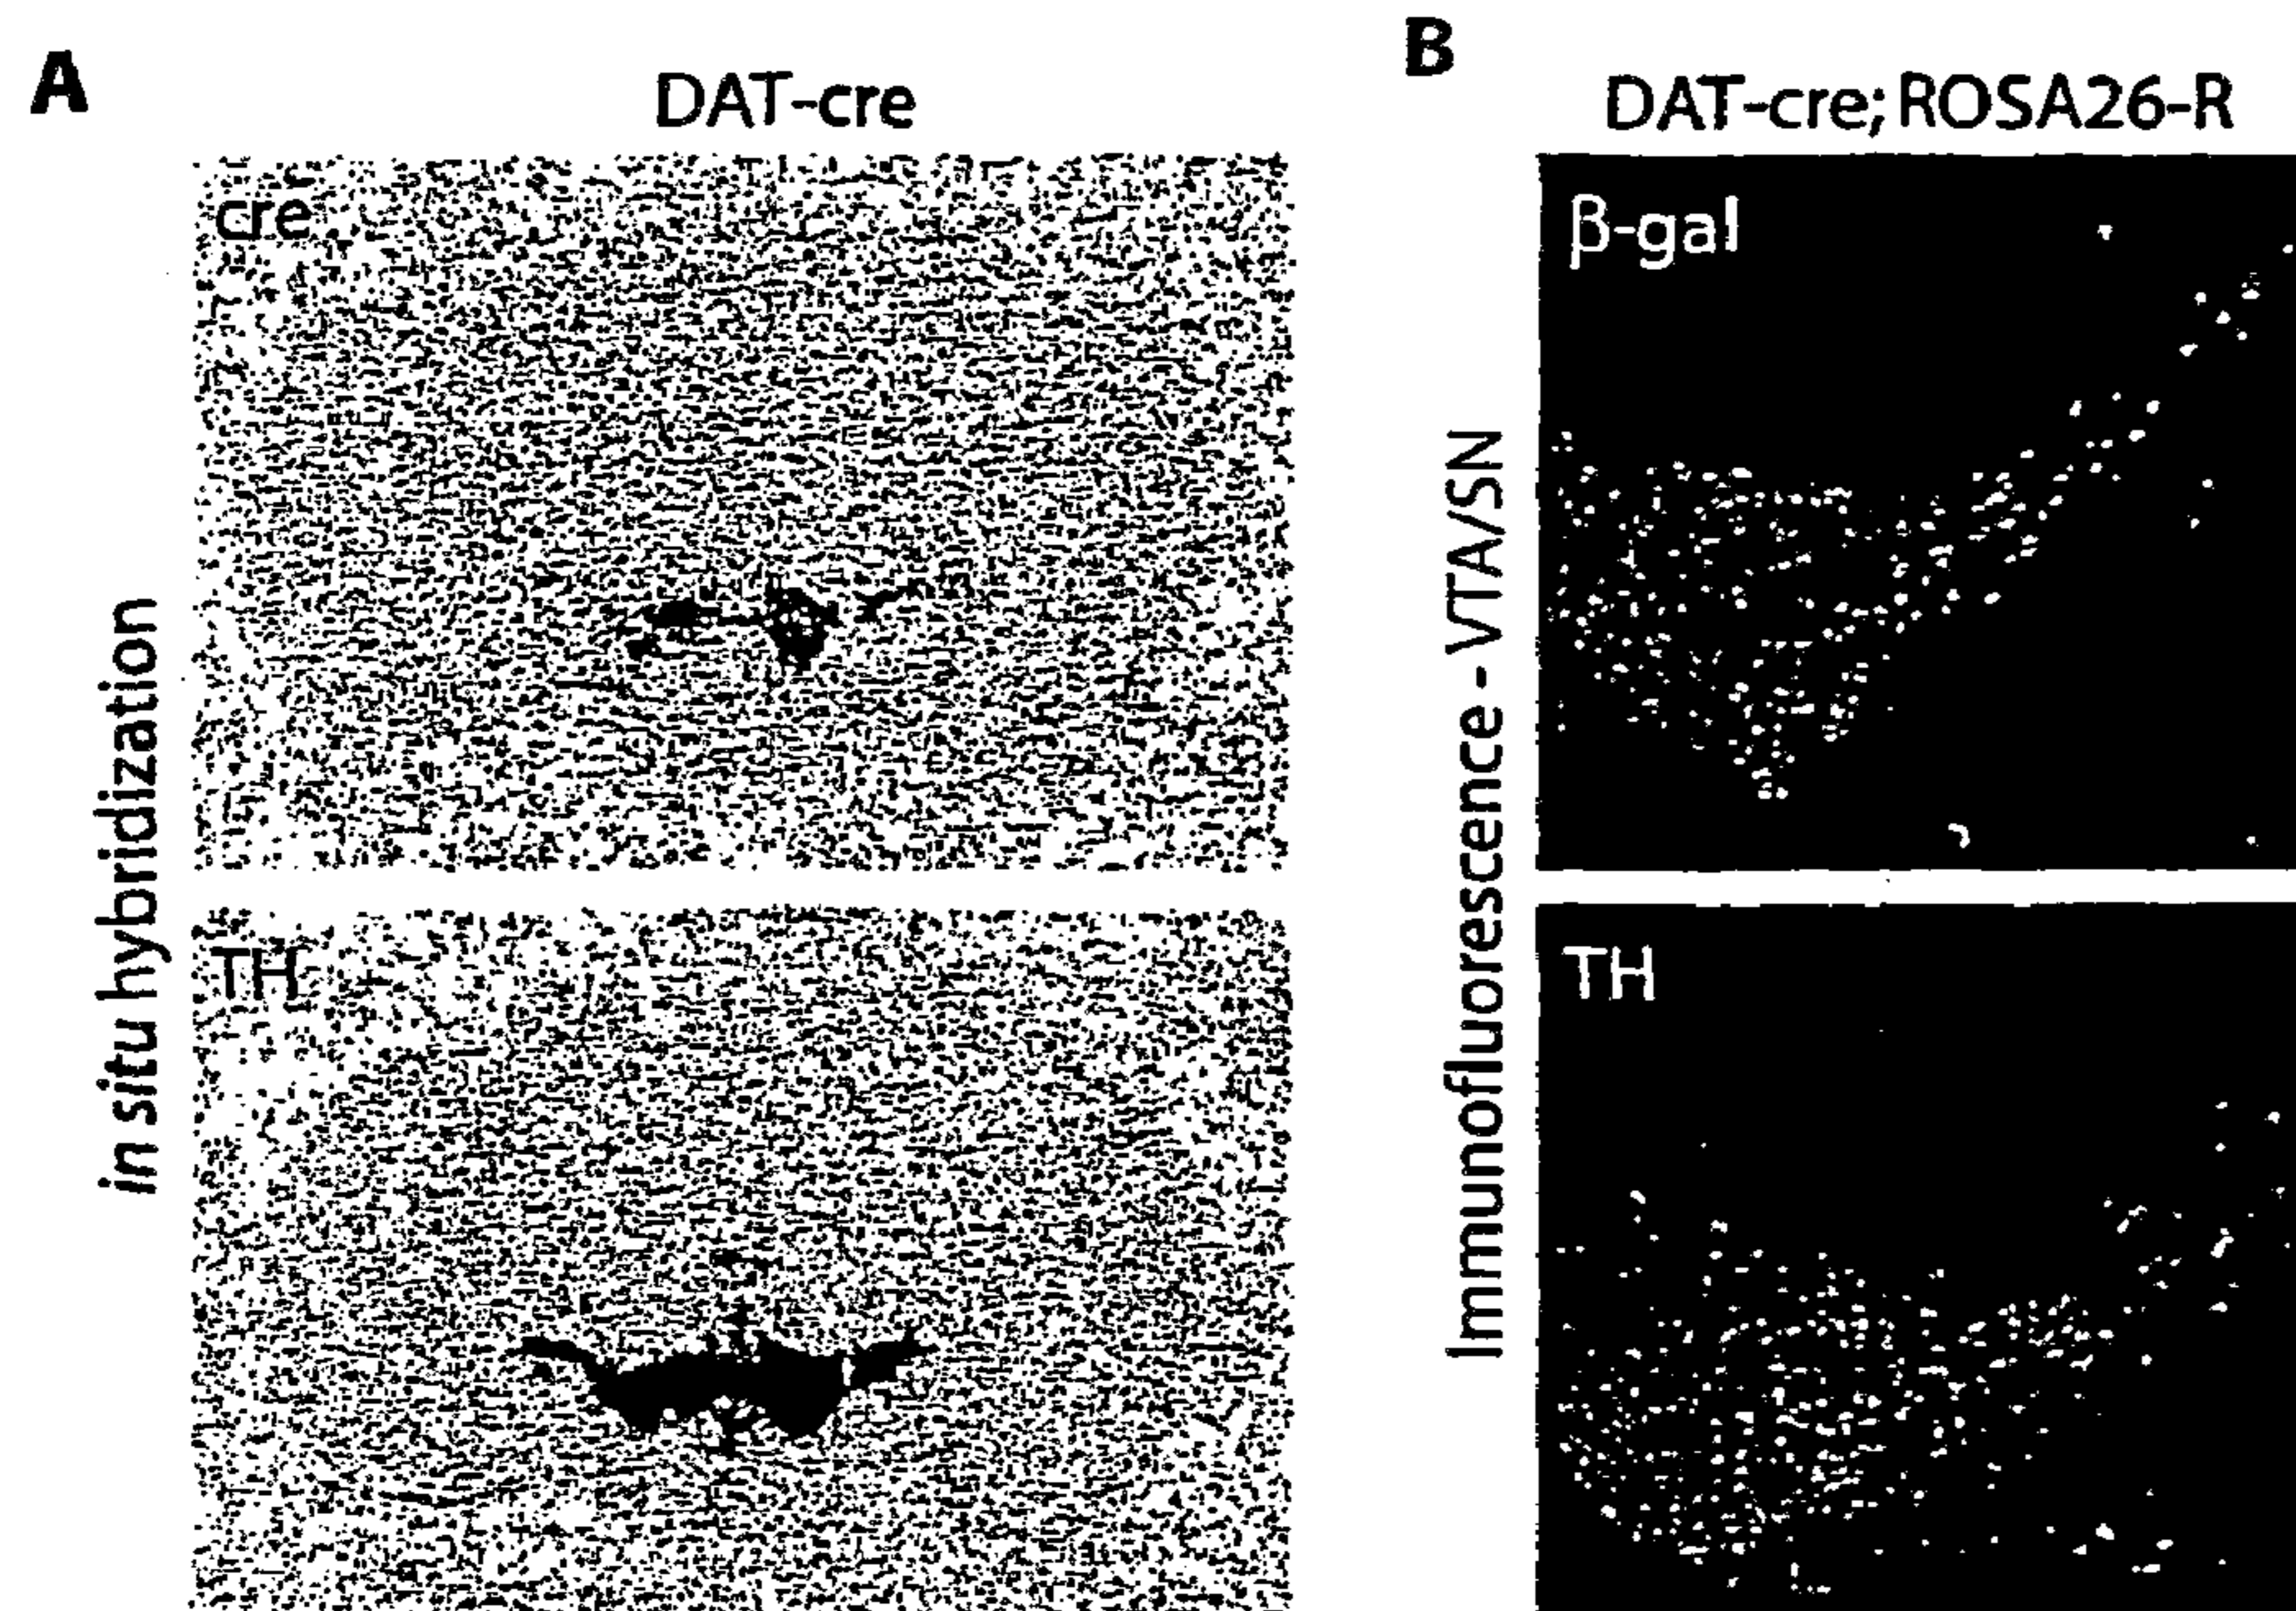 A
DAT-cre
cre
in situ hybridization
TH
B
DAT-cre; ROSA26-R
β-gal
Immunofluorescence - VTA/SN
TH